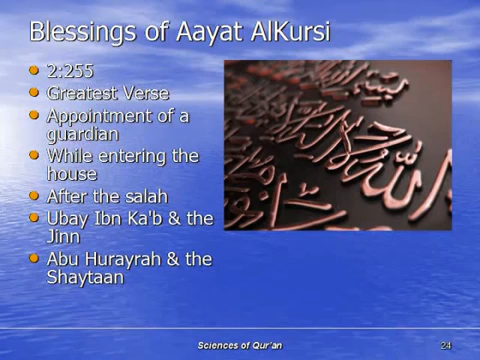 Blessings of Aayat AlKursi
2:255
Greatest Verse
Appointment of a
guardian
While entering the
house
After the salah
Ubay Ibn Ka'b & the
Jinn
Abu Hurayrah & the
Shaytaan
الله
Sciences of Qur'an
24